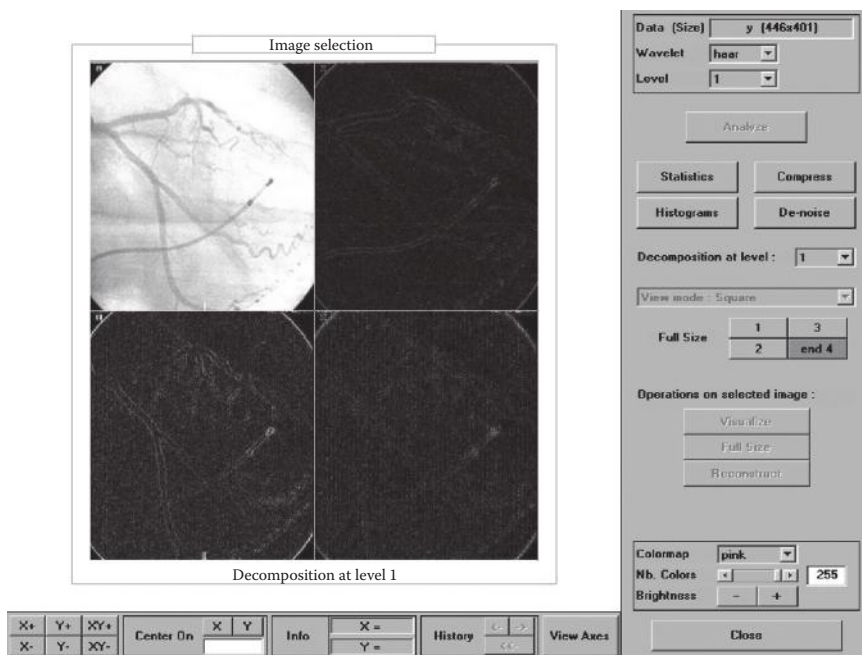 Image selection
Decomposition at level 1
Data (Size) y (446x401)
Wavelet haar
Level 1
Analyze
Statistics Compress
Histograms De-noise
Decomposition at level : 1
View mode : Square
Full Size 1 3
2 end 4
Operations on selected image :
Visualize
Full Size
Reconstruct
Colormap pink
Nb. Colors 255
Brightness - +
X+ Y+ XY+
X- Y- XY-
Center On X Y
Info X =
Y =
History <- ->
<<-
View Axes
Close